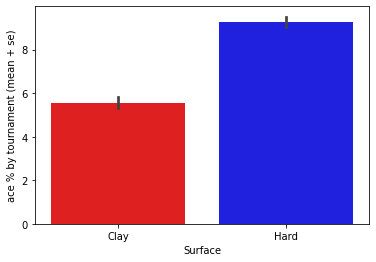 ace % by tournament (mean + se)
8
6
4
2
0
Clay
Hard
Surface